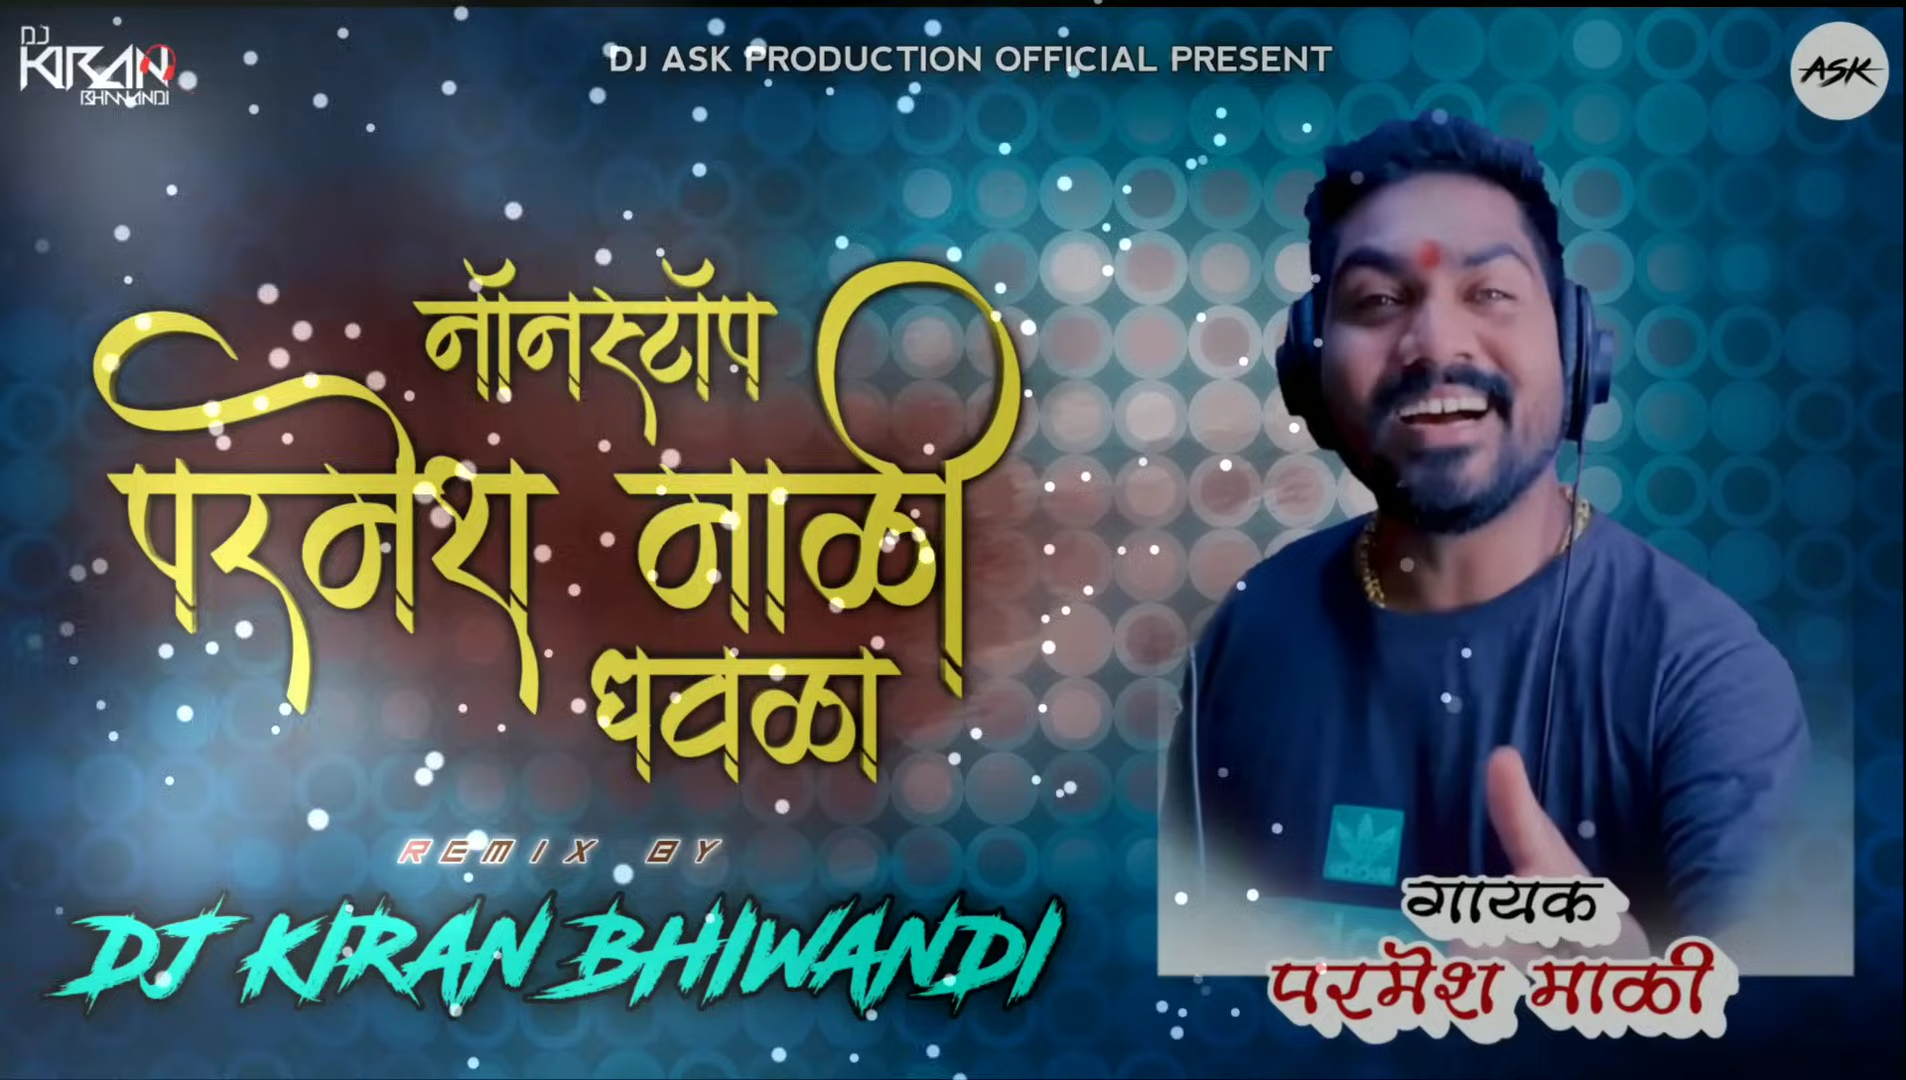 DJ
KIRAN
BHIWANDI
DJ ASK PRODUCTION OFFICIAL PRESENT
ASK
नॉनस्टॉप
परमेश माळी
धवळा
REMIX BY
DJ KIRAN BHIWANDI
गायक
परमेश माळी